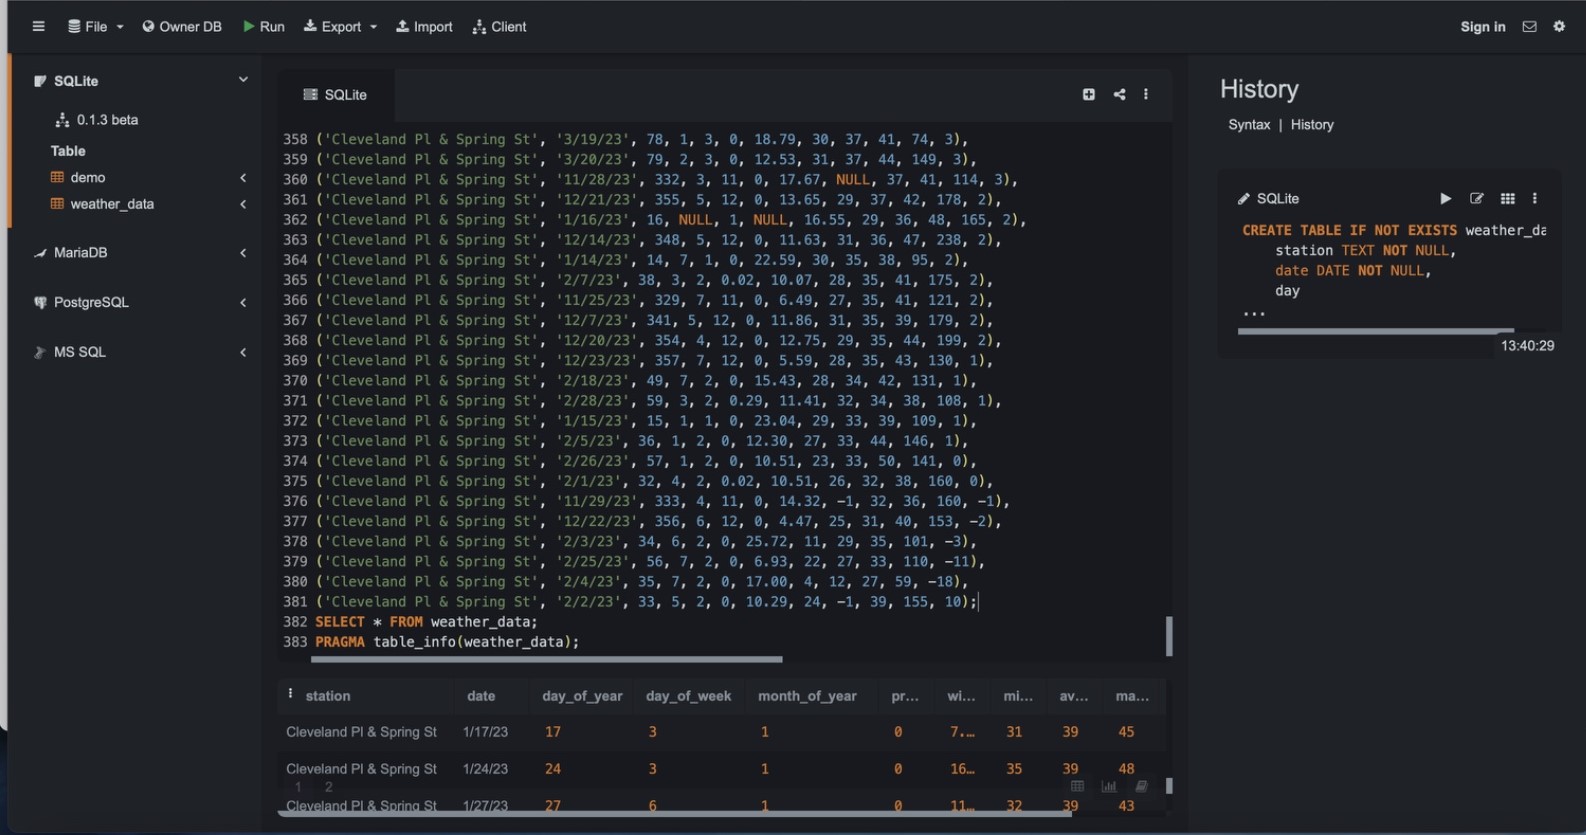 File
Owner DB
Run
Export
Import
Client
Sign in
SQLite
0.1.3 beta
Table
demo
weather_data
MariaDB
PostgreSQL
MS SQL
SQLite
358 ('Cleveland Pl & Spring St', '3/19/23', 78, 1, 3, 0, 18.79, 30, 37, 41, 74, 3),
359 ('Cleveland Pl & Spring St', '3/20/23', 79, 2, 3, 0, 12.53, 31, 37, 44, 149, 3),
360 ('Cleveland Pl & Spring St', '11/28/23', 332, 3, 11, 0, 17.67, NULL, 37, 41, 114, 3),
361 ('Cleveland Pl & Spring St', '12/21/23', 355, 5, 12, 0, 13.65, 29, 37, 42, 178, 2),
362 ('Cleveland Pl & Spring St', '1/16/23', 16, NULL, 1, NULL, 16.55, 29, 36, 48, 165, 2),
363 ('Cleveland Pl & Spring St', '12/14/23', 348, 5, 12, 0, 11.63, 31, 36, 47, 238, 2),
364 ('Cleveland Pl & Spring St', '1/14/23', 14, 7, 1, 0, 22.59, 30, 35, 38, 95, 2),
365 ('Cleveland Pl & Spring St', '2/7/23', 38, 3, 2, 0.02, 10.07, 28, 35, 41, 175, 2),
366 ('Cleveland Pl & Spring St', '11/25/23', 329, 7, 11, 0, 6.49, 27, 35, 41, 121, 2),
367 ('Cleveland Pl & Spring St', '12/7/23', 341, 5, 12, 0, 11.86, 31, 35, 39, 179, 2),
368 ('Cleveland Pl & Spring St', '12/20/23', 354, 4, 12, 0, 12.75, 29, 35, 44, 199, 2),
369 ('Cleveland Pl & Spring St', '12/23/23', 357, 7, 12, 0, 5.59, 28, 35, 43, 130, 1),
370 ('Cleveland Pl & Spring St', '2/18/23', 49, 7, 2, 0, 15.43, 28, 34, 42, 131, 1),
371 ('Cleveland Pl & Spring St', '2/28/23', 59, 3, 2, 0.29, 11.41, 32, 34, 38, 108, 1),
372 ('Cleveland Pl & Spring St', '1/15/23', 15, 1, 1, 0, 23.04, 29, 33, 39, 109, 1),
373 ('Cleveland Pl & Spring St', '2/5/23', 36, 1, 2, 0, 12.30, 27, 33, 44, 146, 1),
374 ('Cleveland Pl & Spring St', '2/26/23', 57, 1, 2, 0, 10.51, 23, 33, 50, 141, 0),
375 ('Cleveland Pl & Spring St', '2/1/23', 32, 4, 2, 0.02, 10.51, 26, 32, 38, 160, 0),
376 ('Cleveland Pl & Spring St', '11/29/23', 333, 4, 11, 0, 14.32, -1, 32, 36, 160, -1),
377 ('Cleveland Pl & Spring St', '12/22/23', 356, 6, 12, 0, 4.47, 25, 31, 40, 153, -2),
378 ('Cleveland Pl & Spring St', '2/3/23', 34, 6, 2, 0, 25.72, 11, 29, 35, 101, -3),
379 ('Cleveland Pl & Spring St', '2/25/23', 56, 7, 2, 0, 6.93, 22, 27, 33, 110, -11),
380 ('Cleveland Pl & Spring St', '2/4/23', 35, 7, 2, 0, 17.00, 4, 12, 27, 59, -18),
381 ('Cleveland Pl & Spring St', '2/2/23', 33, 5, 2, 0, 10.29, 24, -1, 39, 155, 10);
382 SELECT * FROM weather_data;
383 PRAGMA table_info(weather_data);
station date day_of_year day_of_week month_of_year pr... wi... mi... av... ma...
Cleveland Pl & Spring St 1/17/23 17 3 1 0 7.... 31 39 45
Cleveland Pl & Spring St 1/24/23 24 3 1 0 16... 35 39 48
1 2
Cleveland Pl & Spring St 1/27/23 27 6 1 0 11... 32 39 43
History
Syntax | History
SQLite
CREATE TABLE IF NOT EXISTS weather_da
station TEXT NOT NULL,
date DATE NOT NULL,
day
...
13:40:29